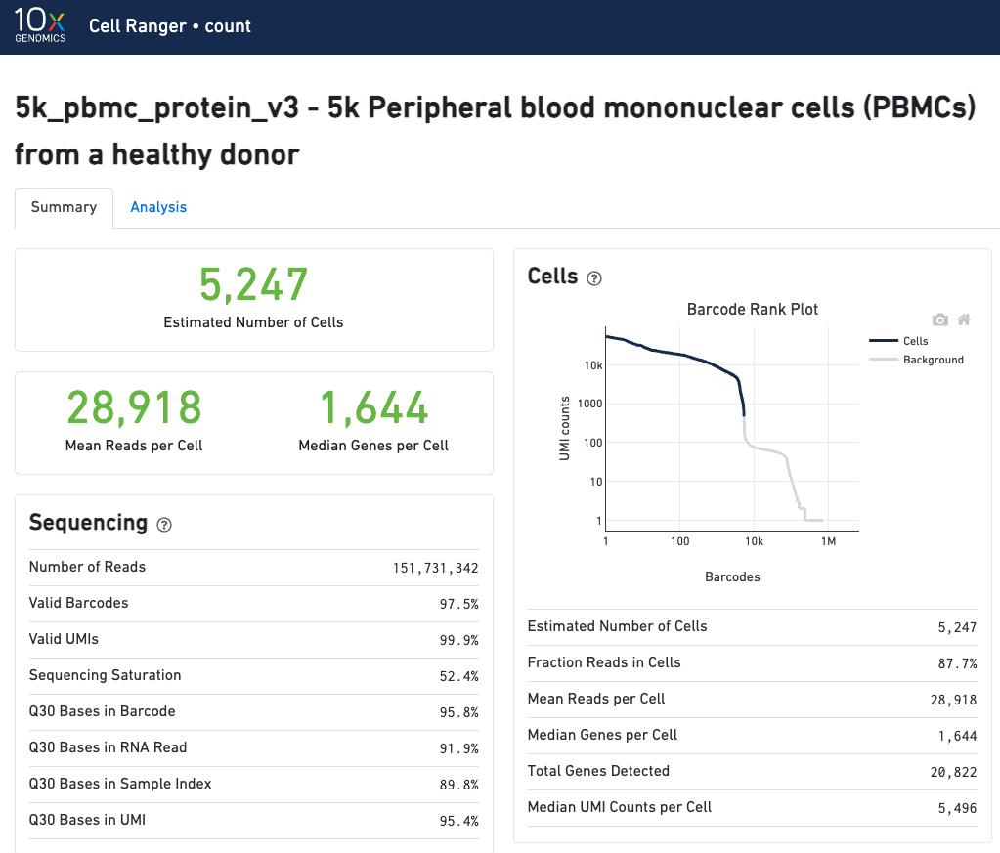 10x
GENOMICS
Cell Ranger • count
5k_pbmc_protein_v3 - 5k Peripheral blood mononuclear cells (PBMCs)
from a healthy donor
Summary
Analysis
5,247
Estimated Number of Cells
28,918
Mean Reads per Cell
1,644
Median Genes per Cell
Sequencing ?
Number of Reads 151,731,342
Valid Barcodes 97.5%
Valid UMIs 99.9%
Sequencing Saturation 52.4%
Q30 Bases in Barcode 95.8%
Q30 Bases in RNA Read 91.9%
Q30 Bases in Sample Index 89.8%
Q30 Bases in UMI 95.4%
Cells ?
Barcode Rank Plot
Cells
Background
UMI counts
10k
1000
100
10
1
1 100 10k 1M
Barcodes
Estimated Number of Cells 5,247
Fraction Reads in Cells 87.7%
Mean Reads per Cell 28,918
Median Genes per Cell 1,644
Total Genes Detected 20,822
Median UMI Counts per Cell 5,496